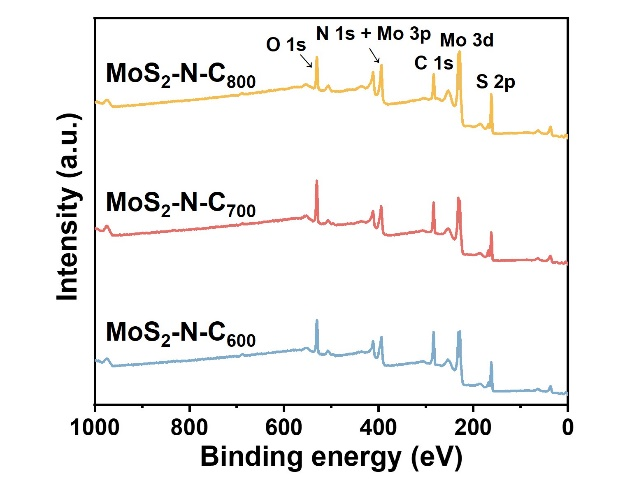 O 1s
N 1s + Mo 3p
Mo 3d
C 1s
S 2p
MoS₂-N-C₈₀₀
MoS₂-N-C₇₀₀
MoS₂-N-C₆₀₀
Intensity (a.u.)
1000 800 600 400 200 0
Binding energy (eV)